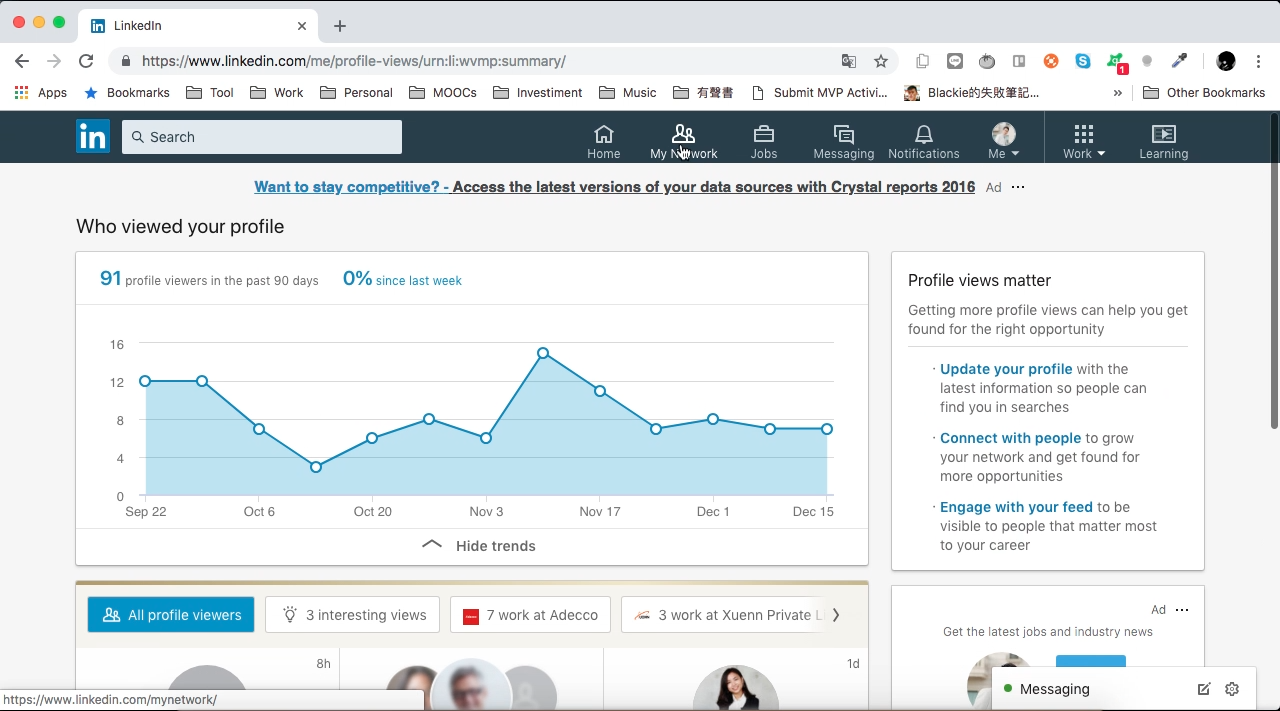 LinkedIn
https://www.linkedin.com/me/profile-views/urn:li:wvmp:summary/
1
Apps Bookmarks Tool Work Personal MOOCs Investiment Music 有聲書 Submit MVP Activi... Blackie的失敗筆記... » Other Bookmarks
in Search Home My Network Jobs Messaging Notifications Me Work Learning
Want to stay competitive? - Access the latest versions of your data sources with Crystal reports 2016 Ad
Who viewed your profile
91 profile viewers in the past 90 days 0% since last week
16
12
8
4
0
Sep 22 Oct 6 Oct 20 Nov 3 Nov 17 Dec 1 Dec 15
Hide trends
Profile views matter
Getting more profile views can help you get
found for the right opportunity
· Update your profile with the
latest information so people can
find you in searches
· Connect with people to grow
your network and get found for
more opportunities
· Engage with your feed to be
visible to people that matter most
to your career
All profile viewers 3 interesting views 7 work at Adecco 3 work at Xuenn Private L
8h 1d
Ad
Get the latest jobs and industry news
Messaging
https://www.linkedin.com/mynetwork/